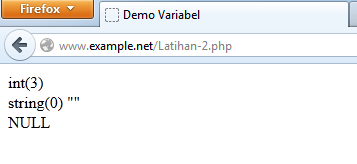 Firefox
Demo Variabel
www.example.net/Latihan-2.php
int(3)
string(0) ""
NULL